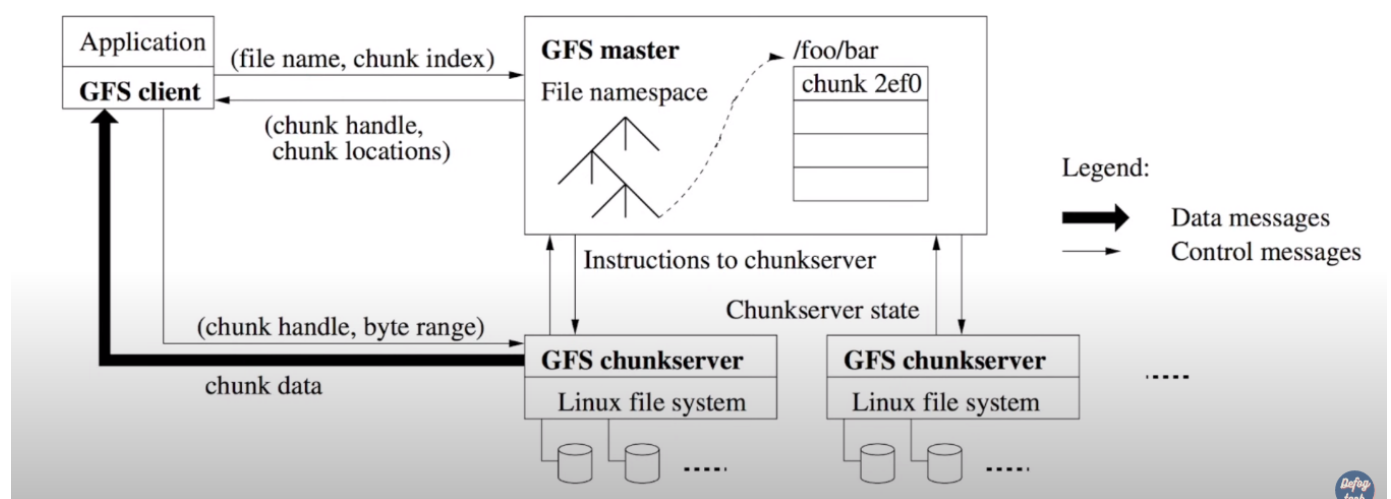 Application
GFS client
(file name, chunk index)
(chunk handle,
chunk locations)
GFS master
File namespace
/foo/bar
chunk 2ef0
Legend:
Data messages
Control messages
Instructions to chunkserver
Chunkserver state
(chunk handle, byte range)
chunk data
GFS chunkserver
Linux file system
GFS chunkserver
Linux file system
Defog
tech